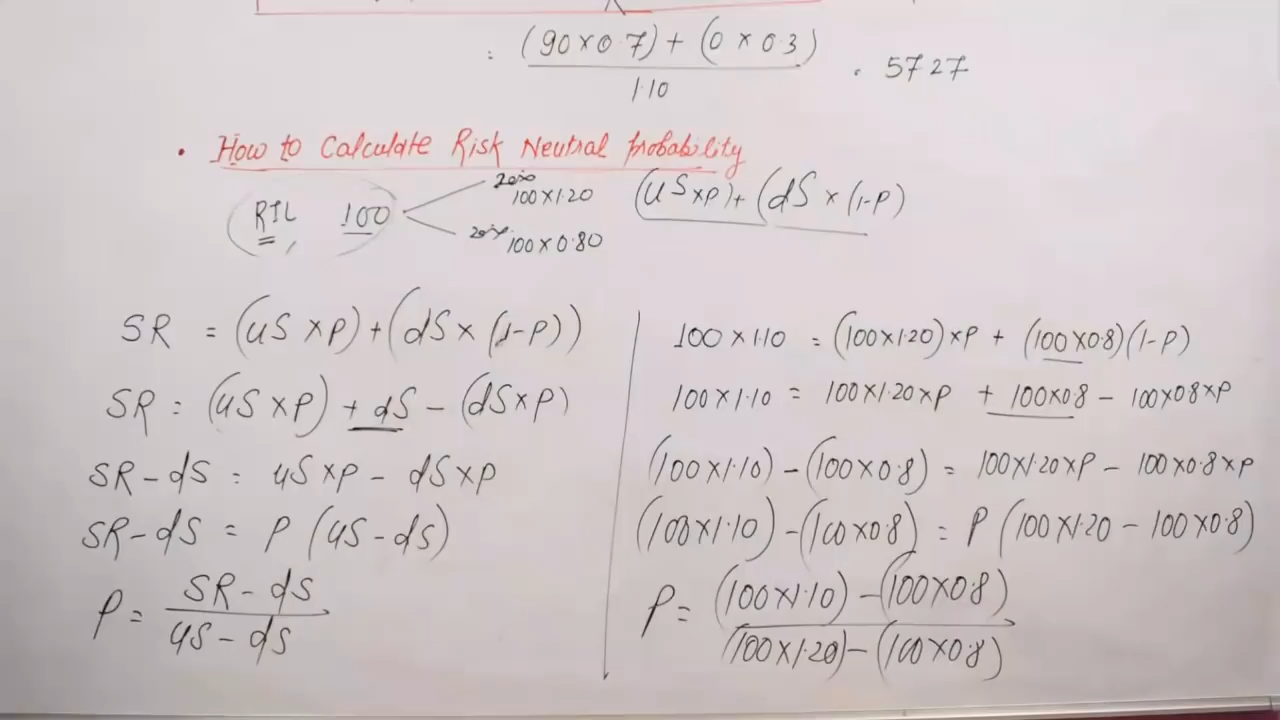 = (90×0.7) + (0 × 0.3)
1.10
. 5727
• How to Calculate Risk Neutral Probability
RIL, 100
20%
100×1.20
20%
100×0.80
(uS×P)+ (dS × (1-P)
SR = (uS×P)+(dS× (1-P))
SR = (uS×P) + dS - (dS×P)
SR-dS = uS×P - dS×P
SR-dS = P (uS-dS)
P = SR-dS
uS-dS
100×1.10 = (100×1.20)×P + (100×0.8)(1-P)
100×1.10 = 100×1.20×P + 100×0.8 - 100×0.8×P
(100×1.10)-(100×0.8) = 100×1.20×P - 100×0.8×P
(100×1.10)-(100×0.8) = P (100×1.20 - 100×0.8)
P = (100×1.10)-(100×0.8)
(100×1.20)-(100×0.8)